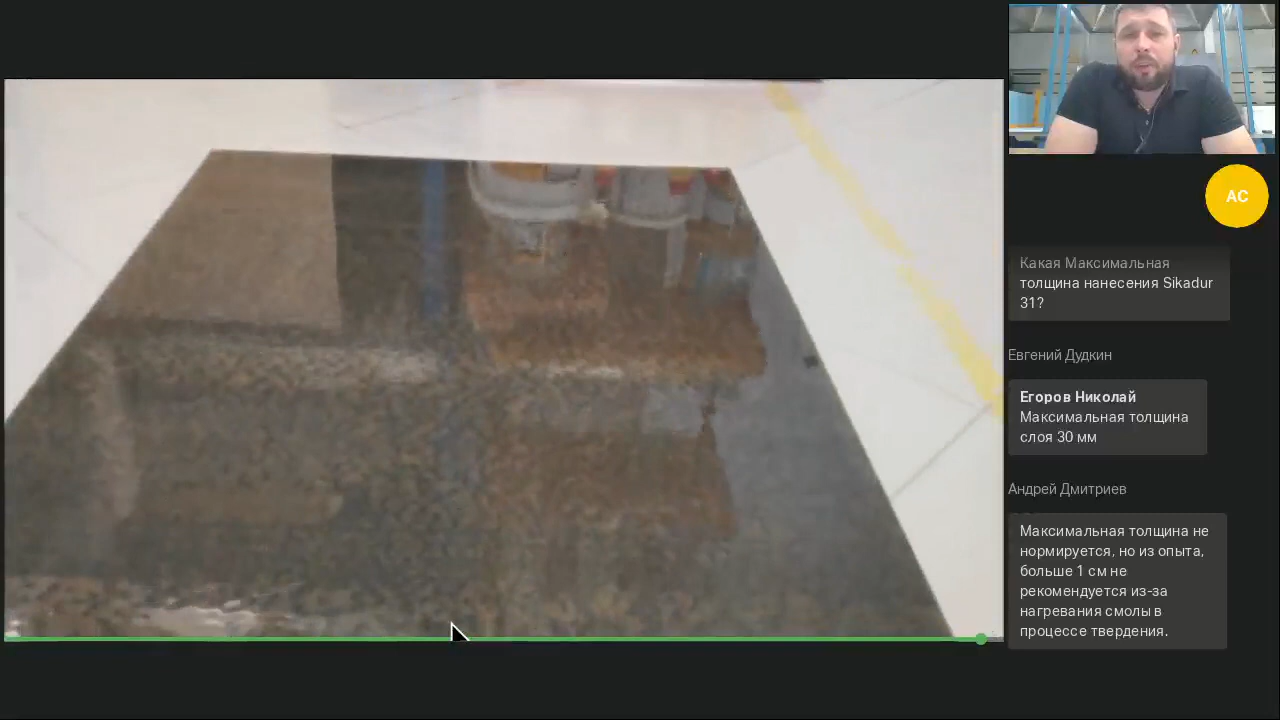 АС
Какая Максимальная
толщина нанесения Sikadur
31?
Евгений Дудкин
Егоров Николай
Максимальная толщина
слоя 30 мм
Андрей Дмитриев
Максимальная толщина не
нормируется, но из опыта,
больше 1 см не
рекомендуется из-за
нагревания смолы в
процессе твердения.